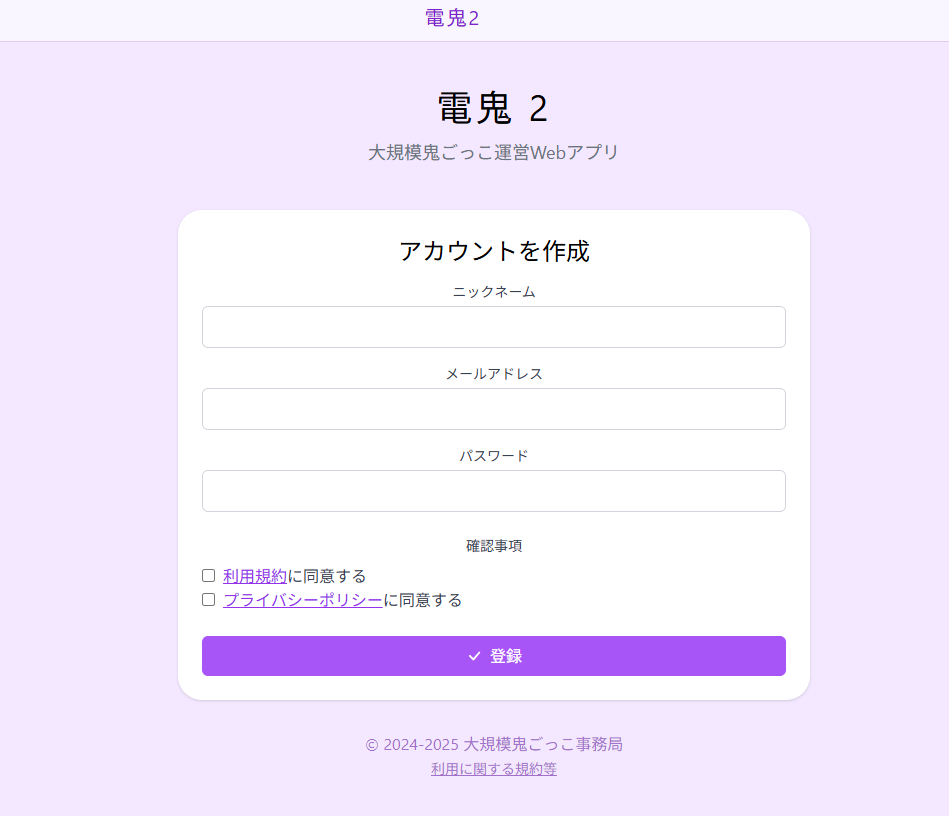 電鬼2
電鬼 2
大規模鬼ごっこ運営Webアプリ
アカウントを作成
ニックネーム
メールアドレス
パスワード
確認事項
利用規約に同意する
プライバシーポリシーに同意する
登録
© 2024-2025 大規模鬼ごっこ事務局
利用に関する規約等